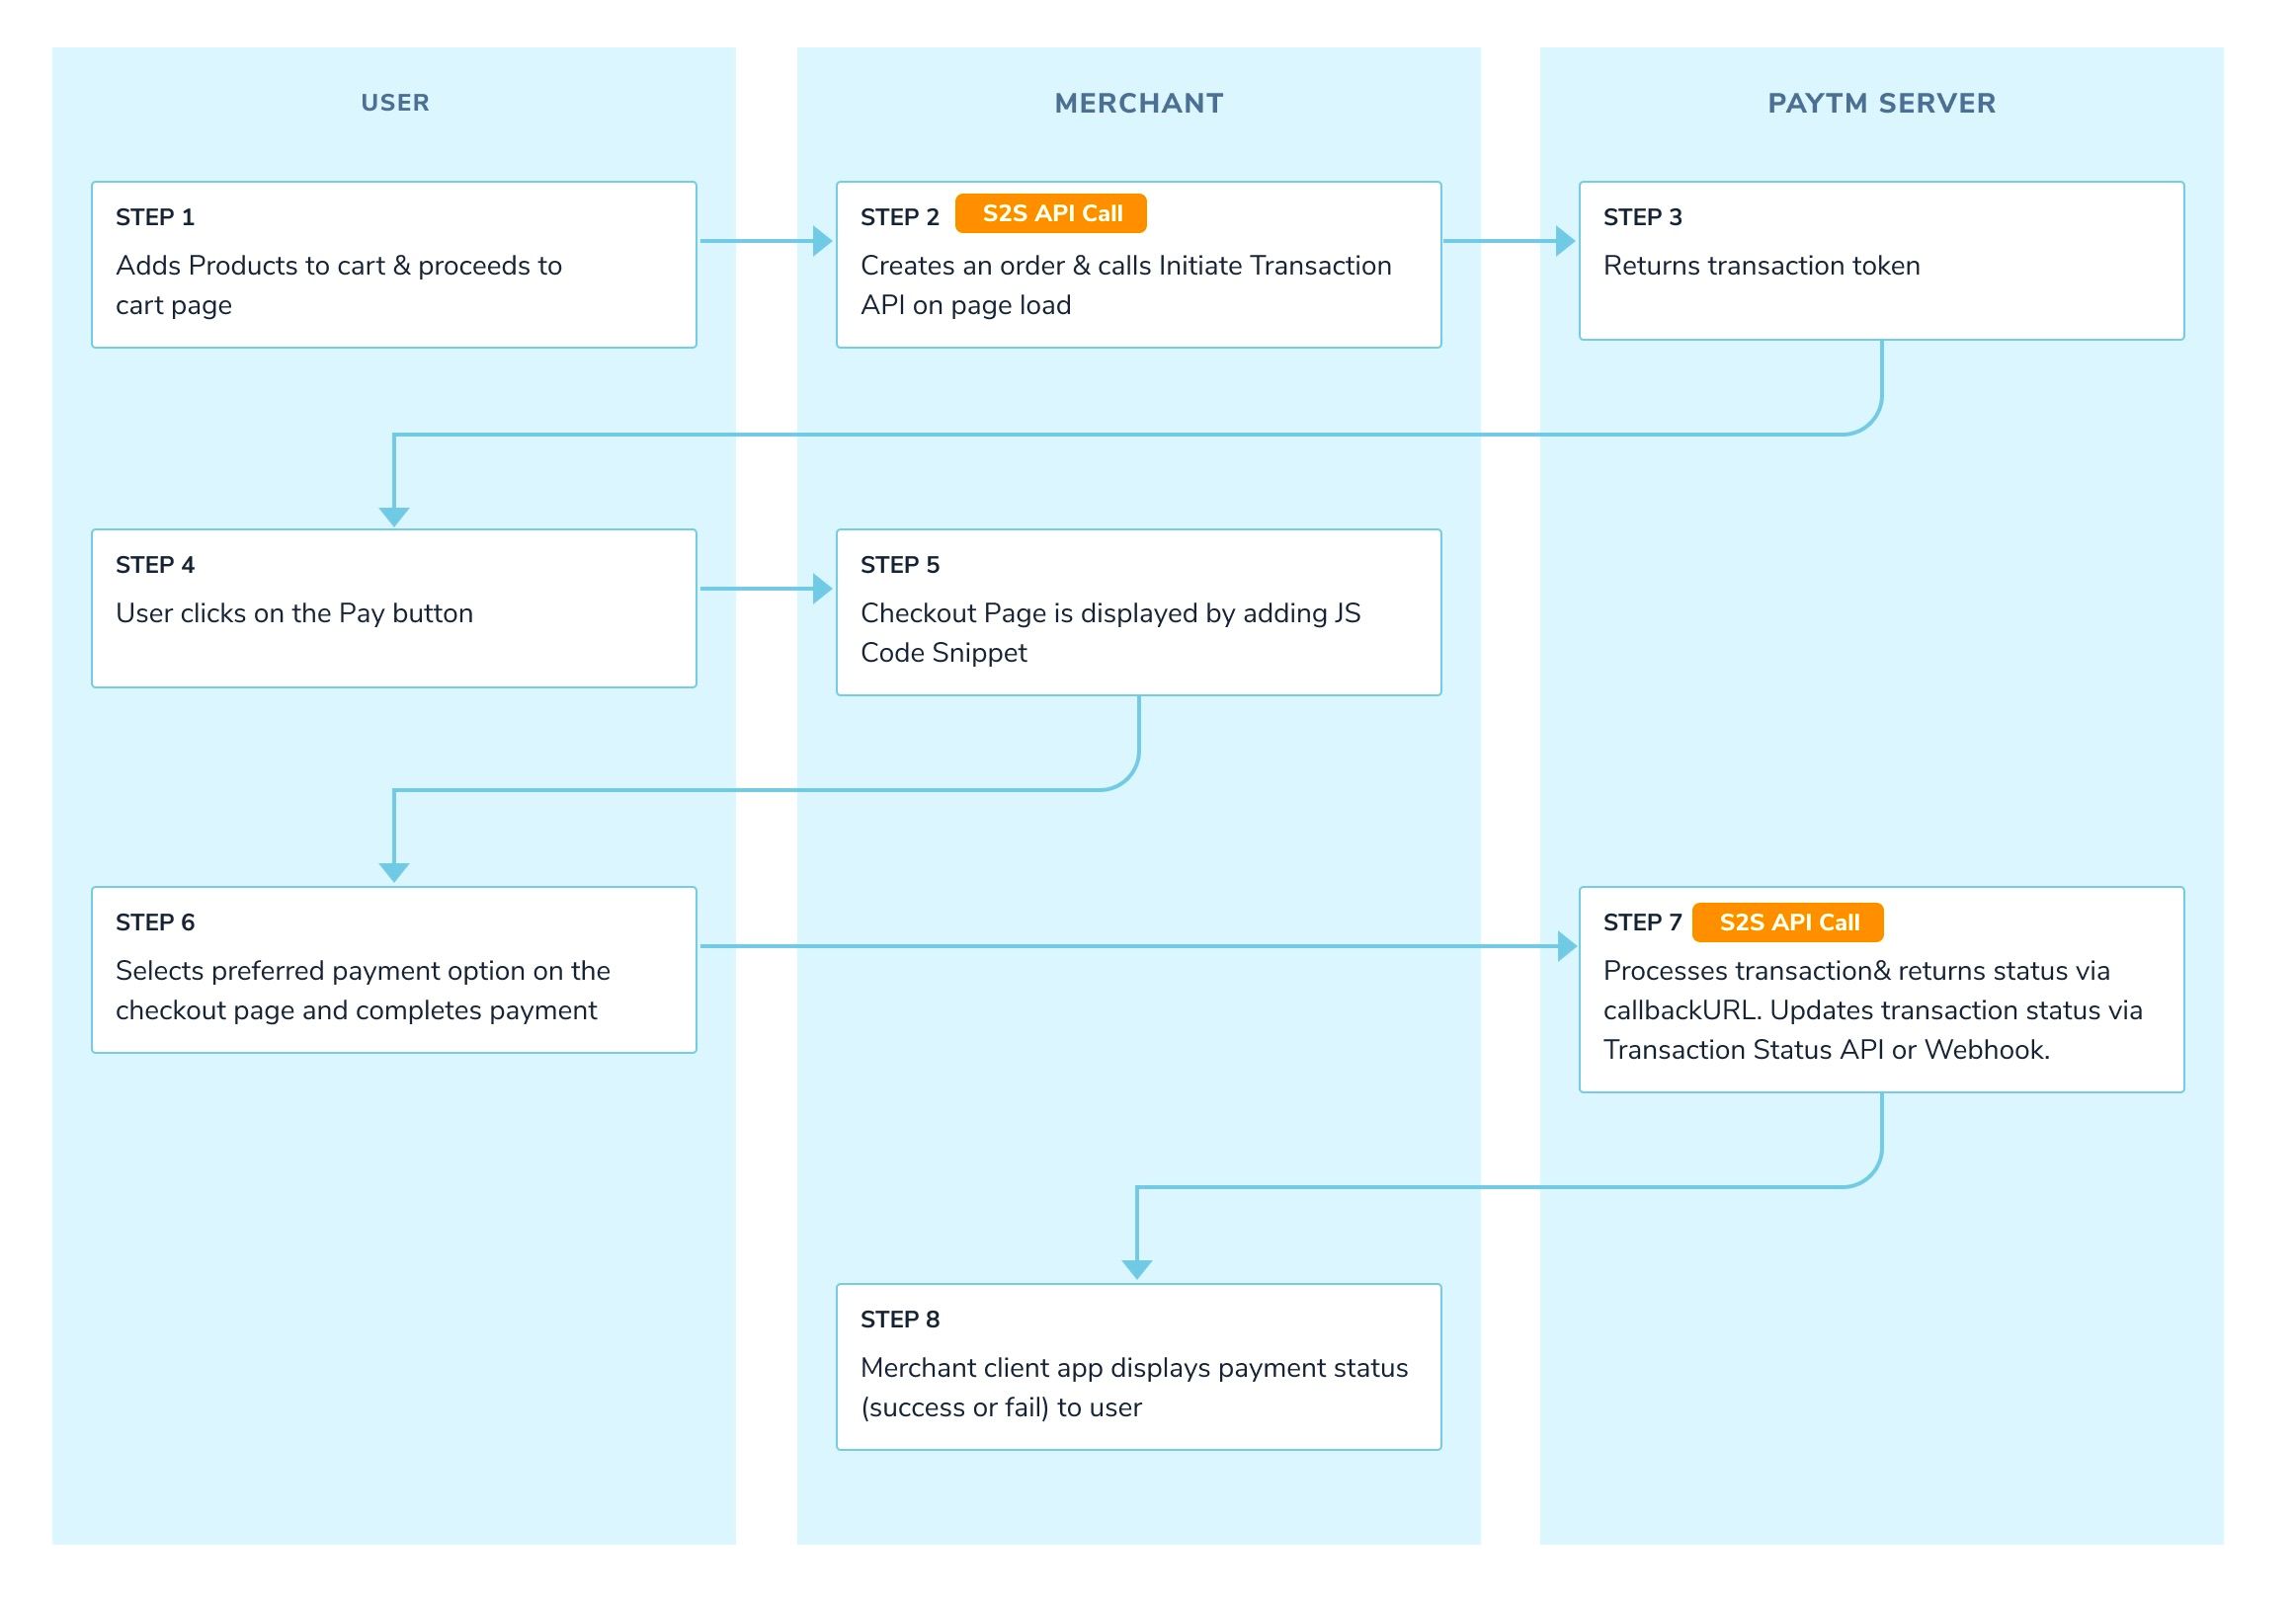 USER
MERCHANT
PAYTM SERVER
STEP 1
Adds Products to cart & proceeds to
cart page
STEP 2
S2S API Call
Creates an order & calls Initiate Transaction
API on page load
STEP 3
Returns transaction token
STEP 4
User clicks on the Pay button
STEP 5
Checkout Page is displayed by adding JS
Code Snippet
STEP 6
Selects preferred payment option on the
checkout page and completes payment
STEP 7
S2S API Call
Processes transaction& returns status via
callbackURL. Updates transaction status via
Transaction Status API or Webhook.
STEP 8
Merchant client app displays payment status
(success or fail) to user